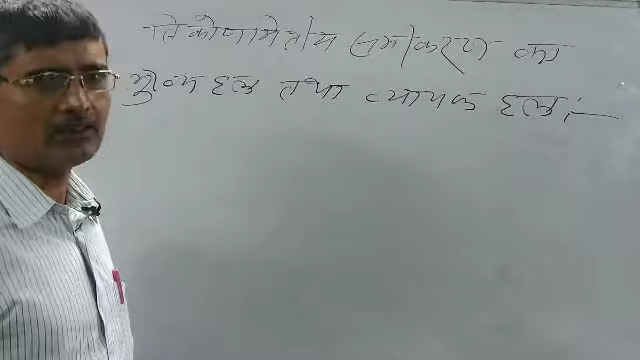 त्रिकोणमितीय समीकरण का
मुख्य हल तथा व्यापक हल :—